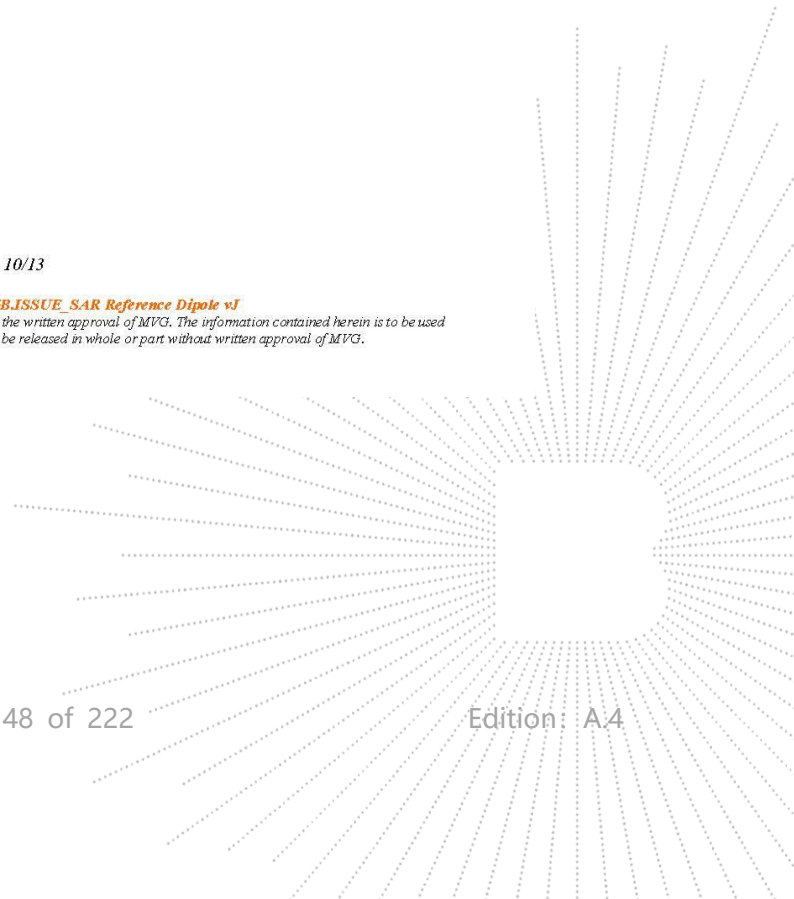 10/13
B.ISSUE_SAR Reference Dipole vJ
the written approval of MVG. The information contained herein is to be used
be released in whole or part without written approval of MVG.
48 of 222 Edition: A.4